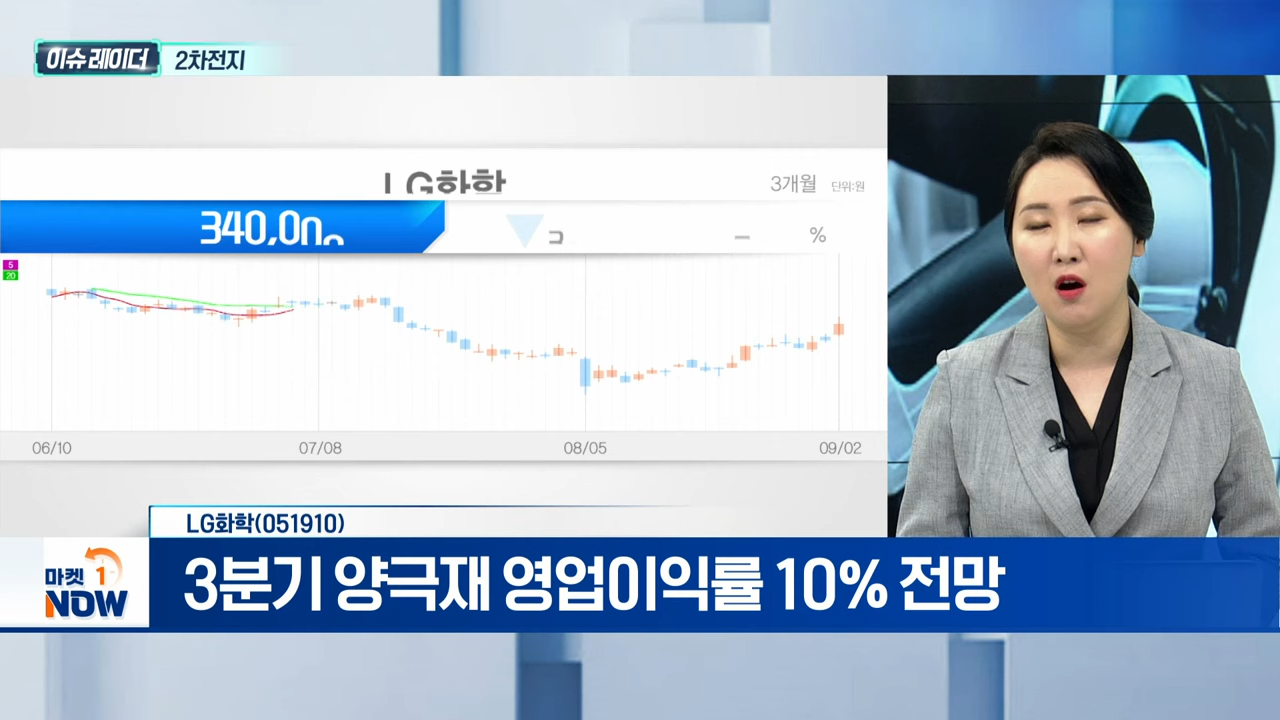 이슈 레이더 2차전지
LG화학
3개월 단위:원
%
5
20
06/10 07/08 08/05 09/02
LG화학(051910)
마켓 1
NOW
3분기 양극재 영업이익률 10% 전망